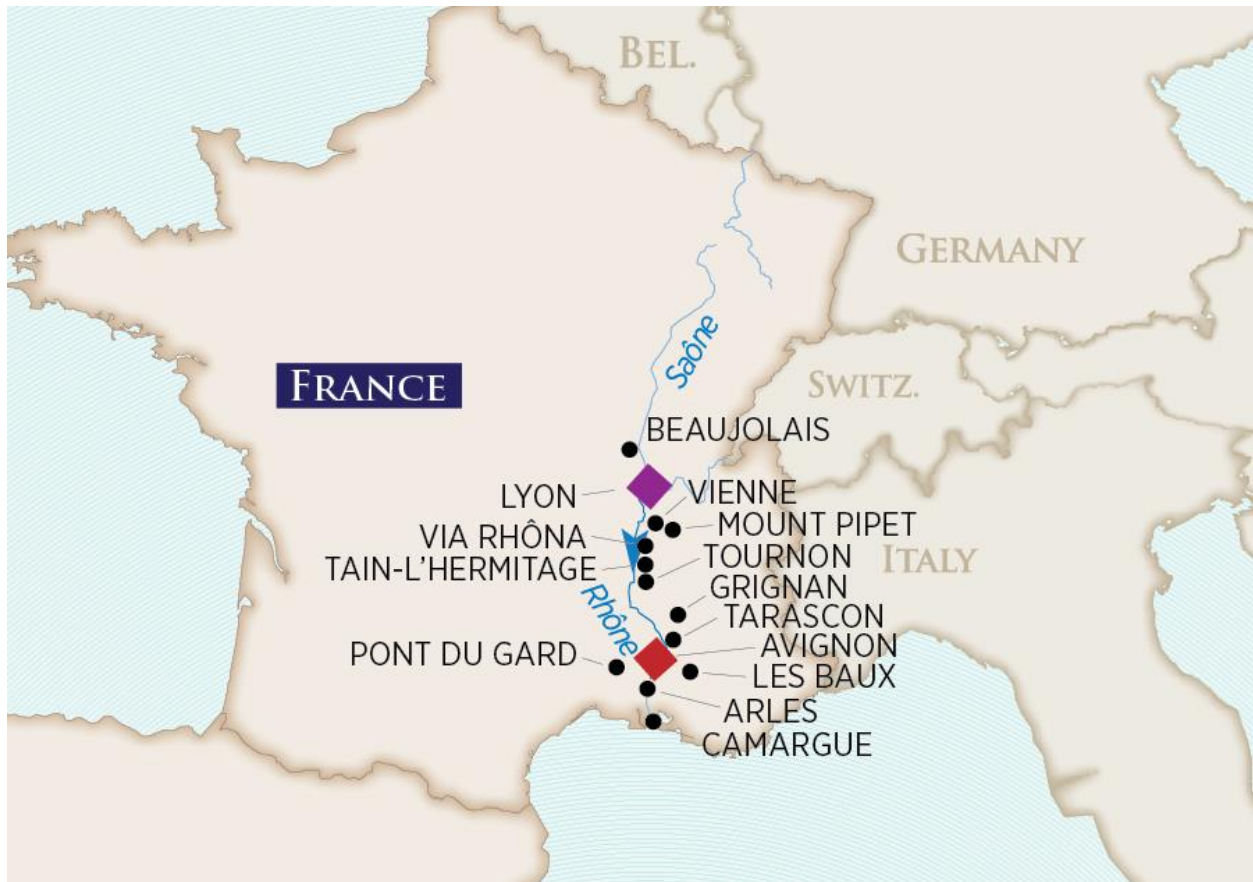 BEL.
GERMANY
Saône
FRANCE
SWITZ.
BEAUJOLAIS
LYON
VIENNE
MOUNT PIPET
VIA RHÔNA
TOURNON
TAIN-L'HERMITAGE
ITALY
GRIGNAN
Rhône
TARASCON
AVIGNON
PONT DU GARD
LES BAUX
ARLES
CAMARGUE